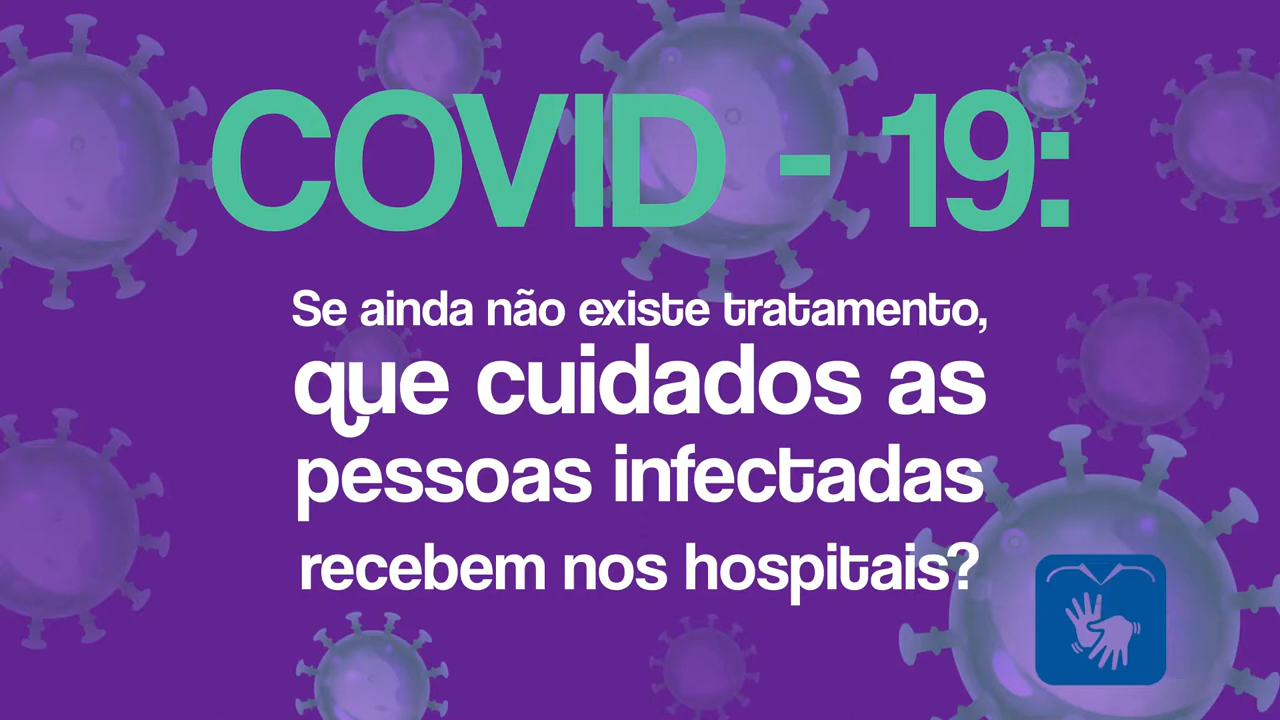 COVID - 19:
Se ainda não existe tratamento,
que cuidados as
pessoas infectadas
recebem nos hospitais?